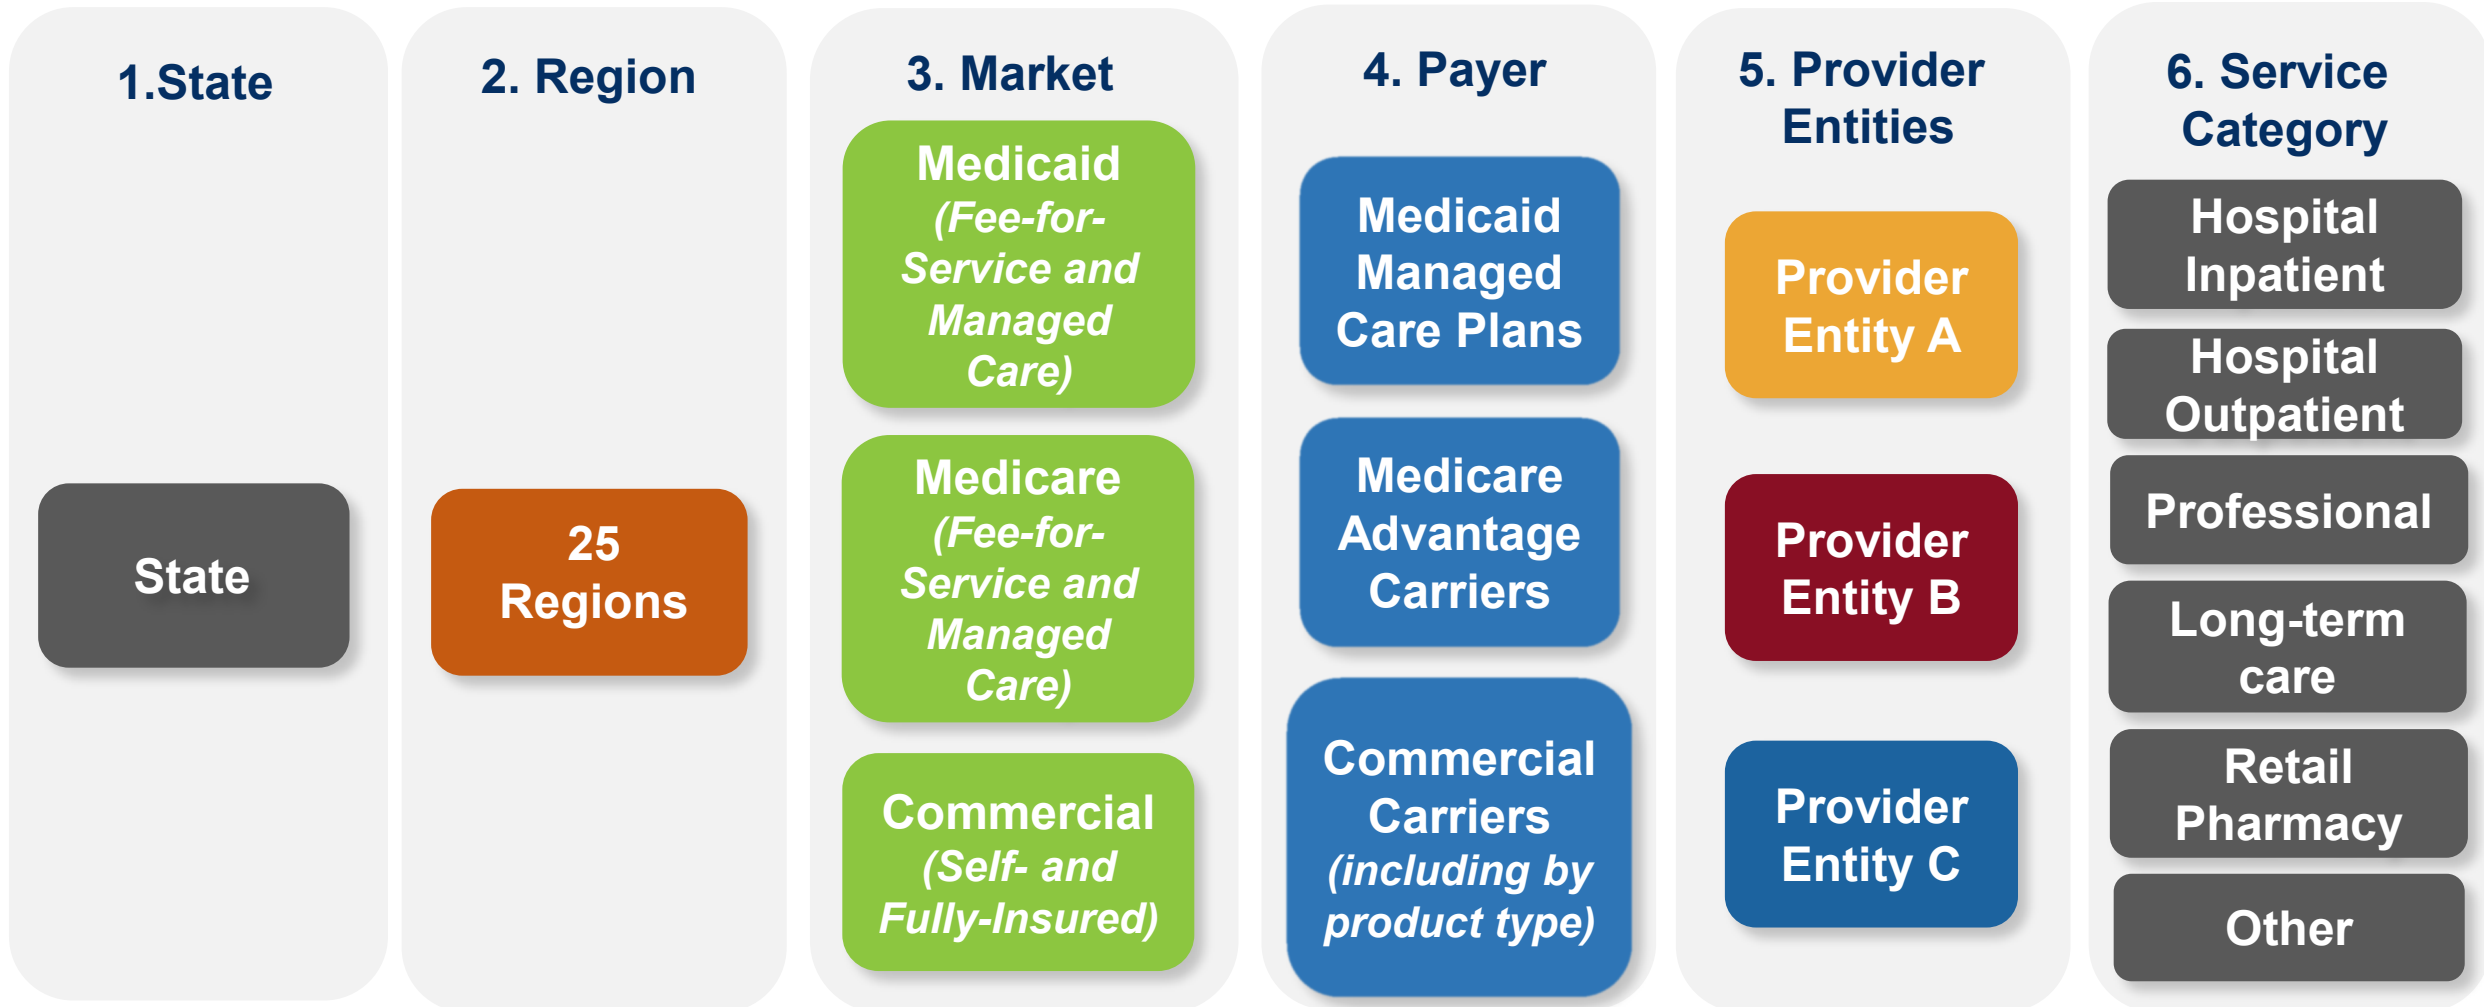 1.State
State
2. Region
25
Regions
3. Market
Medicaid
(Fee-for-
Service and
Managed
Care)
Medicare
(Fee-for-
Service and
Managed
Care)
Commercial
(Self- and
Fully-Insured)
4. Payer
Medicaid
Managed
Care Plans
Medicare
Advantage
Carriers
Commercial
Carriers
(including by
product type)
5. Provider
Entities
Provider
Entity A
Provider
Entity B
Provider
Entity C
6. Service
Category
Hospital
Inpatient
Hospital
Outpatient
Professional
Long-term
care
Retail
Pharmacy
Other